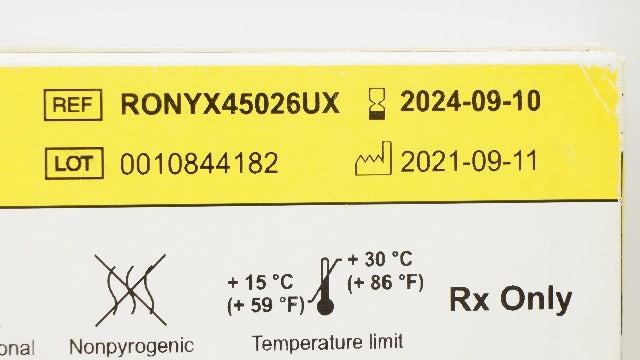 REF RONYX45026UX 2024-09-10
LOT 0010844182 2021-09-11
+ 30 °C
+ 15 °C (+ 86 °F)
(+ 59 °F) Rx Only
onal Nonpyrogenic Temperature limit